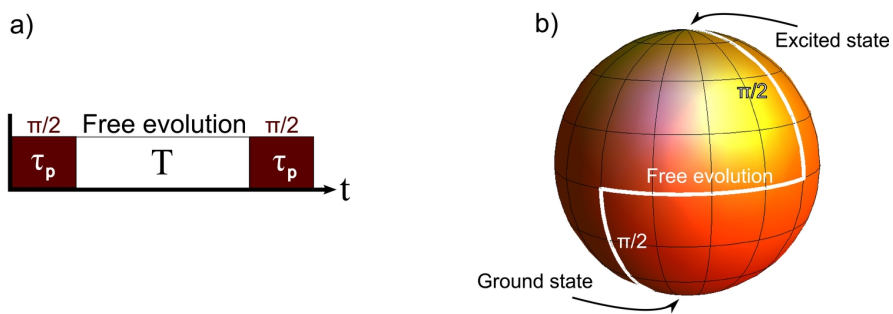 a)
π/2 Free evolution π/2
τp T τp
t
b)
Excited state
π/2
Free evolution
π/2
Ground state